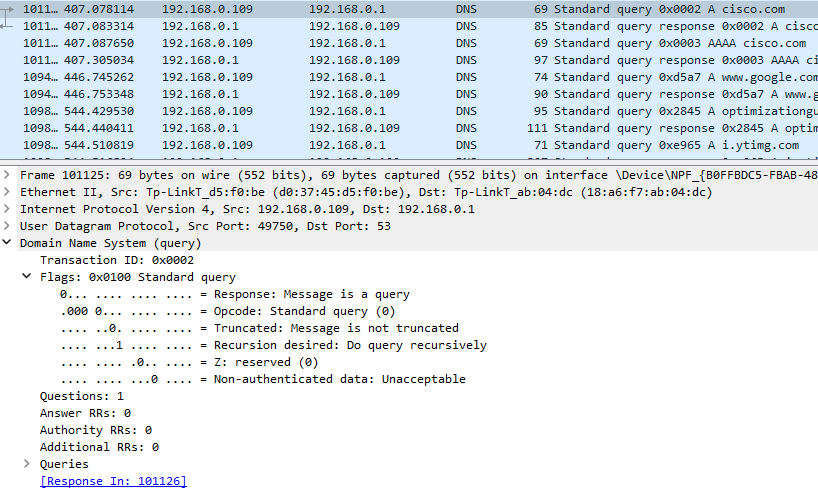 1011… 407.078114 192.168.0.109 192.168.0.1 DNS 69 Standard query 0x0002 A cisco.com
1011… 407.083314 192.168.0.1 192.168.0.109 DNS 85 Standard query response 0x0002 A cisco
1011… 407.087650 192.168.0.109 192.168.0.1 DNS 69 Standard query 0x0003 AAAA cisco.com
1011… 407.305034 192.168.0.1 192.168.0.109 DNS 97 Standard query response 0x0003 AAAA ci
1094… 446.745262 192.168.0.109 192.168.0.1 DNS 74 Standard query 0xd5a7 A www.google.com
1094… 446.753348 192.168.0.1 192.168.0.109 DNS 90 Standard query response 0xd5a7 A www.g
1098… 544.429530 192.168.0.109 192.168.0.1 DNS 95 Standard query 0x2845 A optimizationgu
1098… 544.440411 192.168.0.1 192.168.0.109 DNS 111 Standard query response 0x2845 A optim
1098… 544.510819 192.168.0.109 192.168.0.1 DNS 71 Standard query 0xe965 A i.ytimg.com
Frame 101125: 69 bytes on wire (552 bits), 69 bytes captured (552 bits) on interface \Device\NPF_{B0FFBDC5-FBAB-48
Ethernet II, Src: Tp-LinkT_d5:f0:be (d0:37:45:d5:f0:be), Dst: Tp-LinkT_ab:04:dc (18:a6:f7:ab:04:dc)
Internet Protocol Version 4, Src: 192.168.0.109, Dst: 192.168.0.1
User Datagram Protocol, Src Port: 49750, Dst Port: 53
Domain Name System (query)
Transaction ID: 0x0002
Flags: 0x0100 Standard query
0... .... .... .... = Response: Message is a query
.000 0... .... .... = Opcode: Standard query (0)
.... ..0. .... .... = Truncated: Message is not truncated
.... ...1 .... .... = Recursion desired: Do query recursively
.... .... .0.. .... = Z: reserved (0)
.... .... ...0 .... = Non-authenticated data: Unacceptable
Questions: 1
Answer RRs: 0
Authority RRs: 0
Additional RRs: 0
Queries
[Response In: 101126]